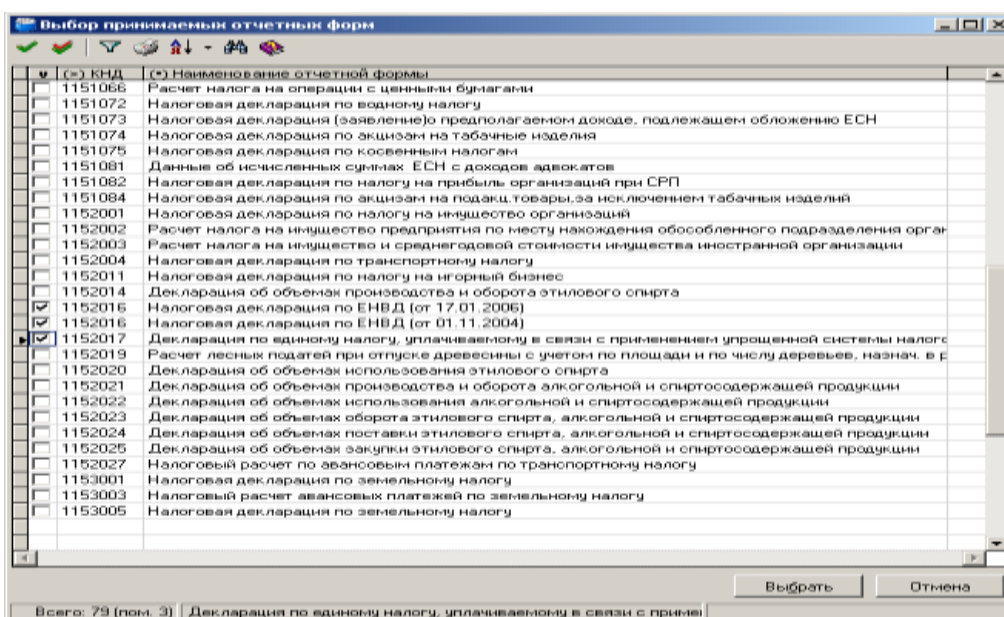 Выбор принимаемых отчетных форм
(=) КНД (*) Наименование отчетной формы
1151066 Расчет налога на операции с ценными бумагами
1151072 Налоговая декларация по водному налогу
1151073 Налоговая декларация (заявление)о предполагаемом доходе, подлежащем обложению ЕСН
1151074 Налоговая декларация по акцизам на табачные изделия
1151075 Налоговая декларация по косвенным налогам
1151081 Данные об исчисленных суммах ЕСН с доходов адвокатов
1151082 Налоговая декларация по налогу на прибыль организаций при СРП
1151084 Налоговая декларация по акцизам на подакц.товары,за исключением табачных изделий
1152001 Налоговая декларация по налогу на имущество организаций
1152002 Расчет налога на имущество предприятия по месту нахождения обособленного подразделения орган
1152003 Расчет налога на имущество и среднегодовой стоимости имущества иностранной организации
1152004 Налоговая декларация по транспортному налогу
1152011 Налоговая декларация по налогу на игорный бизнес
1152014 Декларация об объемах производства и оборота этилового спирта
1152016 Налоговая декларация по ЕНВД (от 17.01.2006)
1152016 Налоговая декларация по ЕНВД (от 01.11.2004)
1152017 Декларация по единому налогу, уплачиваемому в связи с применением упрощенной системы налого
1152019 Расчет лесных податей при отпуске древесины с учетом по площади и по числу деревьев, назнач. в р
1152020 Декларация об объемах использования этилового спирта
1152021 Декларация об объемах производства и оборота алкогольной и спиртосодержащей продукции
1152022 Декларация об объемах использования алкогольной и спиртосодержащей продукции
1152023 Декларация об объемах оборота этилового спирта, алкогольной и спиртосодержащей продукции
1152024 Декларация об объемах поставки этилового спирта, алкогольной и спиртосодержащей продукции
1152025 Декларация об объемах закупки этилового спирта, алкогольной и спиртосодержащей продукции
1152027 Налоговый расчет по авансовым платежам по транспортному налогу
1153001 Налоговая декларация по земельному налогу
1153003 Налоговый расчет авансовых платежей по земельному налогу
1153005 Налоговая декларация по земельному налогу
Выбрать Отмена
Всего: 79 (пом. 3) Декларация по единому налогу, уплачиваемому в связи с приме